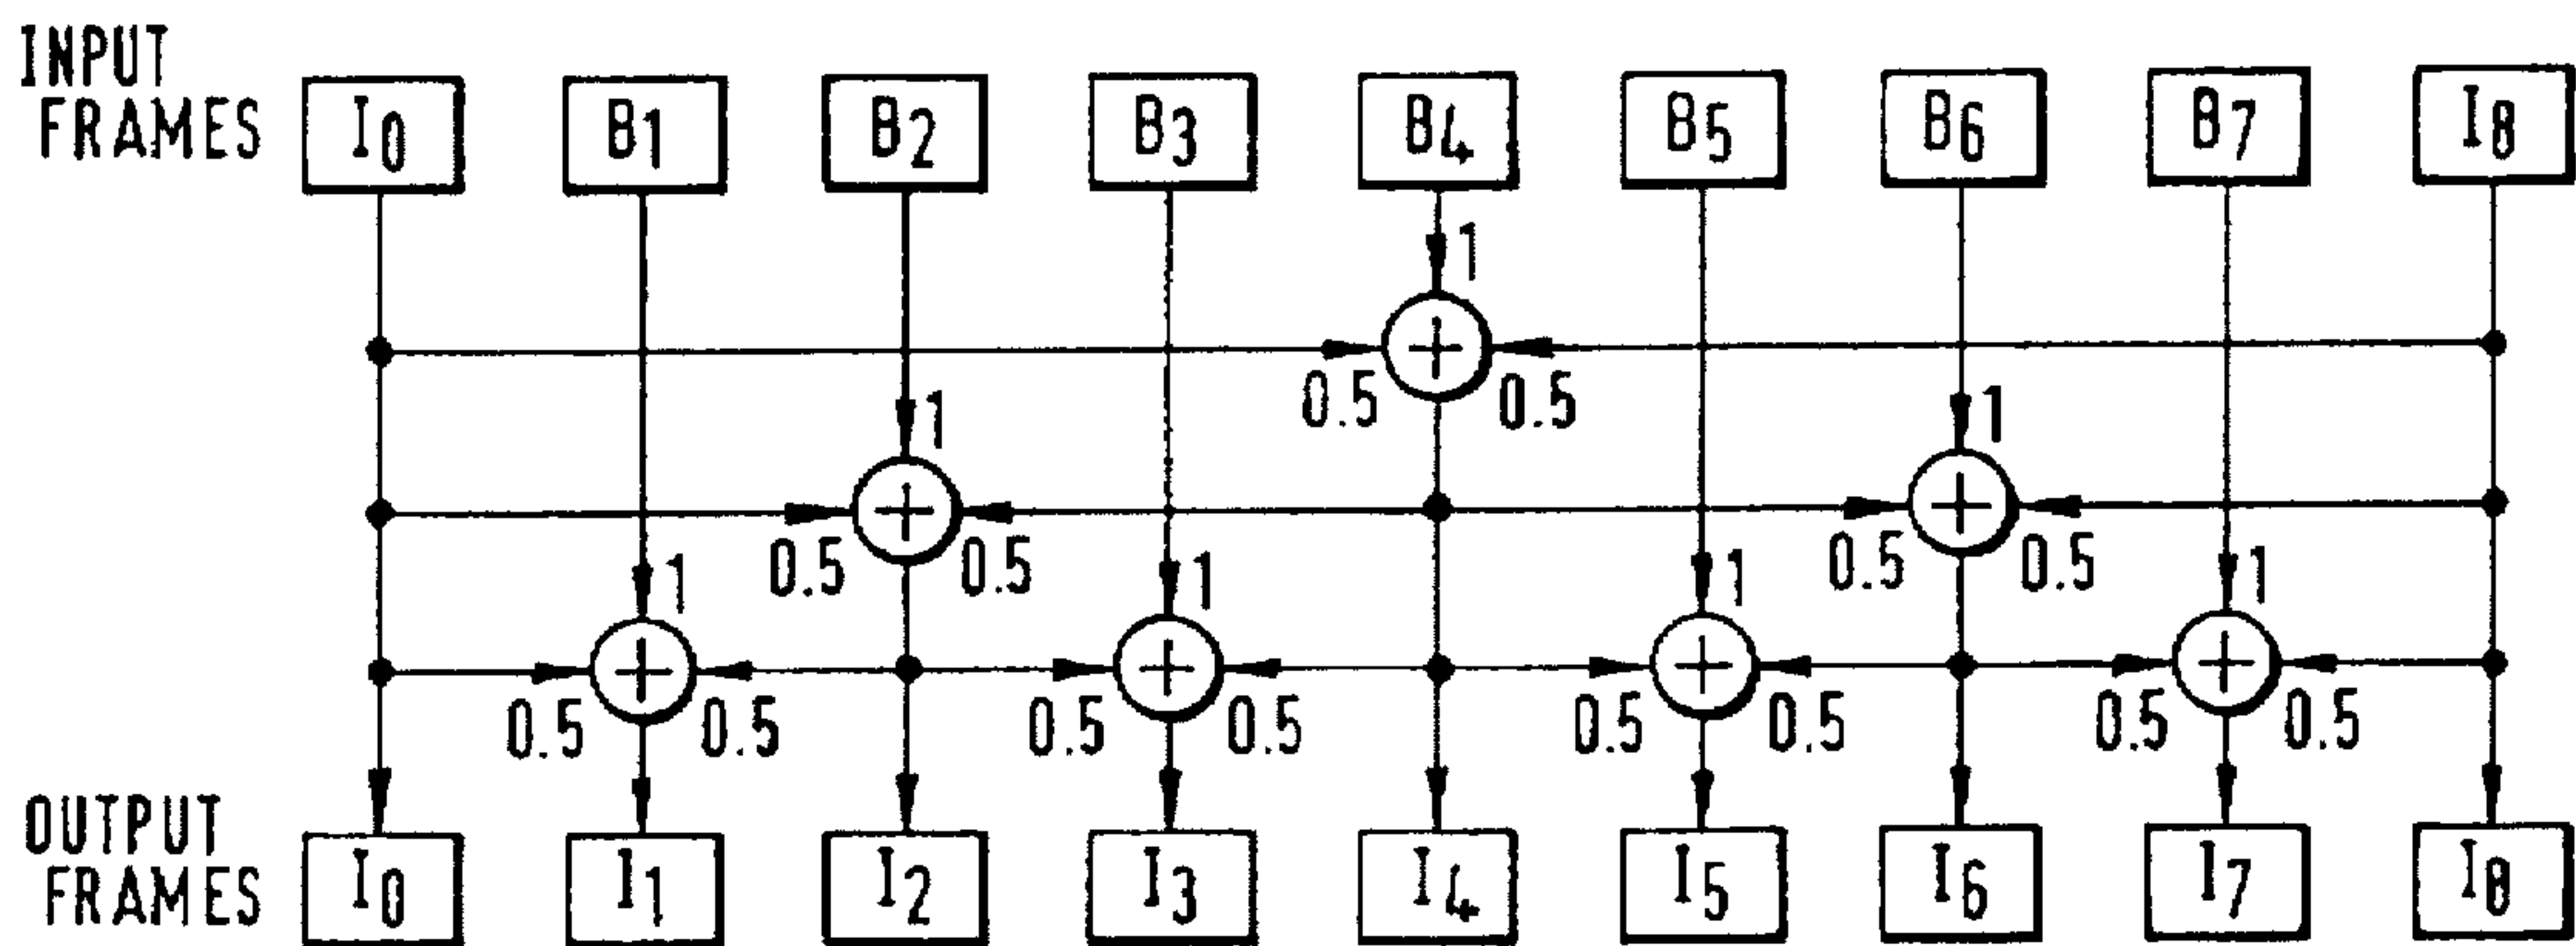 INPUT
FRAMES
I0 B1 B2 B3 B4 B5 B6 B7 I8
1
0.5 0.5
1 1
0.5 0.5 0.5 0.5
1 1 1 1
0.5 0.5 0.5 0.5 0.5 0.5 0.5 0.5
OUTPUT
FRAMES
I0 I1 I2 I3 I4 I5 I6 I7 I8